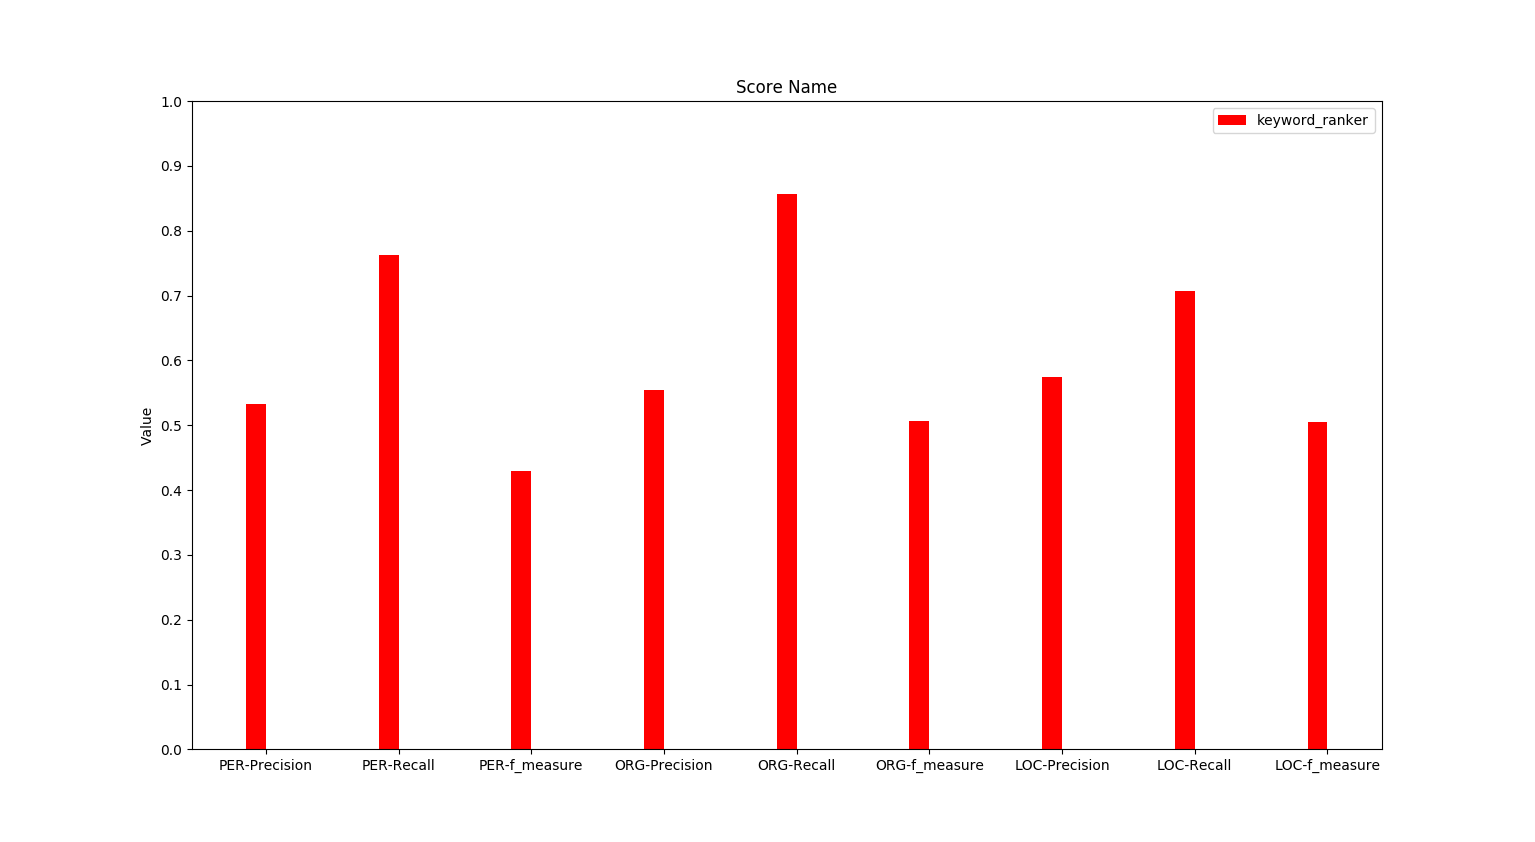 Score Name
keyword_ranker
Value
1.0
0.9
0.8
0.7
0.6
0.5
0.4
0.3
0.2
0.1
0.0
PER-Precision PER-Recall PER-f_measure ORG-Precision ORG-Recall ORG-f_measure LOC-Precision LOC-Recall LOC-f_measure